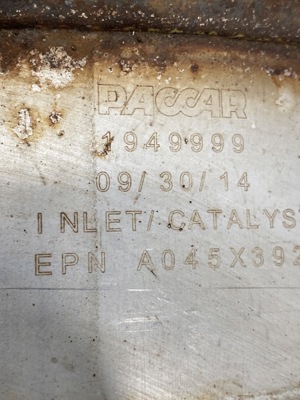 PACCAR
1949999
09/30/14
INLET/CATALYS
EPN A045X392